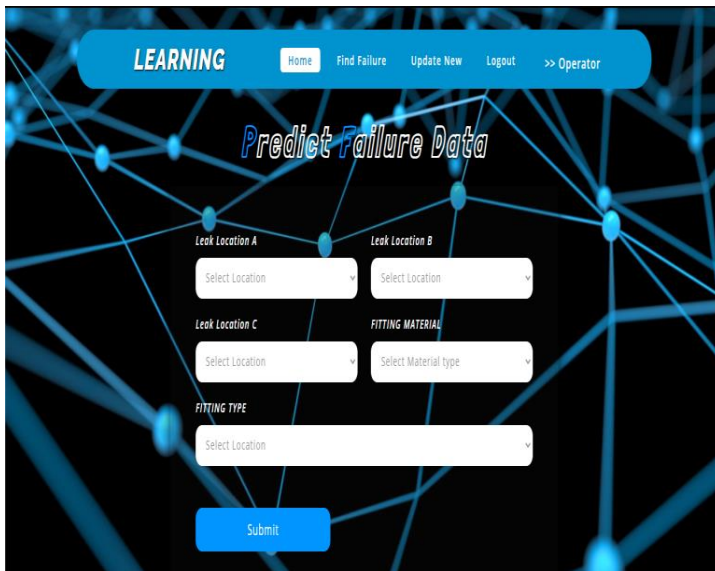 LEARNING Home Find Failure Update New Logout >> Operator
Predict Failure Data
Leak Location A Leak Location B
Select Location Select Location
Leak Location C FITTING MATERIAL
Select Location Select Material type
FITTING TYPE
Select Location
Submit